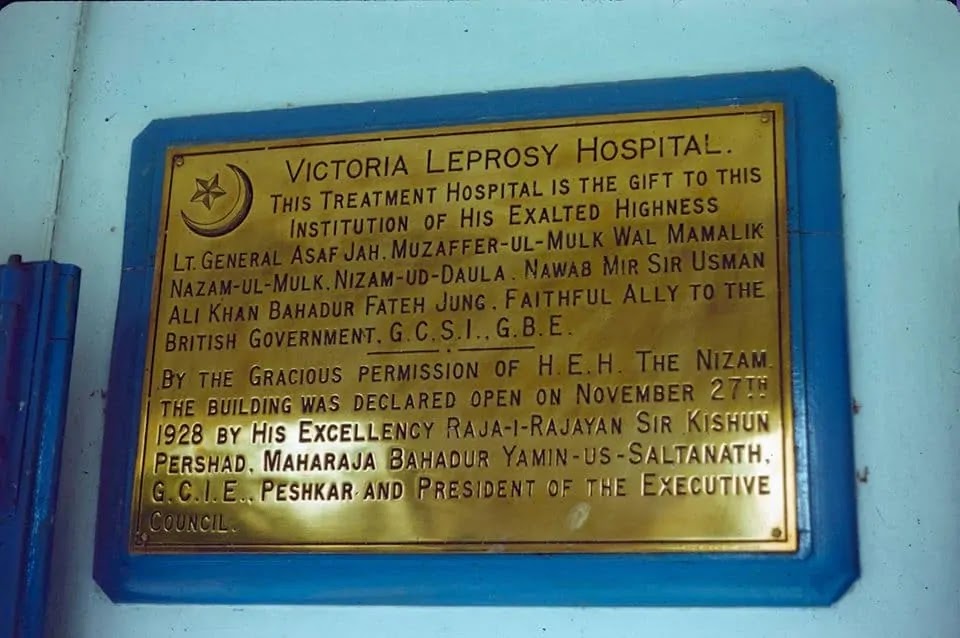 VICTORIA LEPROSY HOSPITAL.
THIS TREATMENT HOSPITAL IS THE GIFT TO THIS
INSTITUTION OF HIS EXALTED HIGHNESS
LT. GENERAL ASAF JAH. MUZAFFER-UL-MULK WAL MAMALIK
NAZAM-UL-MULK. NIZAM-UD-DAULA. NAWAB MIR SIR USMAN
ALI KHAN BAHADUR FATEH JUNG. FAITHFUL ALLY TO THE
BRITISH GOVERNMENT. G.C.S.I., G.B.E.
BY THE GRACIOUS PERMISSION OF H.E.H. THE NIZAM.
THE BUILDING WAS DECLARED OPEN ON NOVEMBER 27TH
1928 BY HIS EXCELLENCY RAJA-I-RAJAYAN SIR KISHUN
PERSHAD, MAHARAJA BAHADUR YAMIN-US-SALTANATH,
G.C.I.E., PESHKAR AND PRESIDENT OF THE EXECUTIVE
COUNCIL.